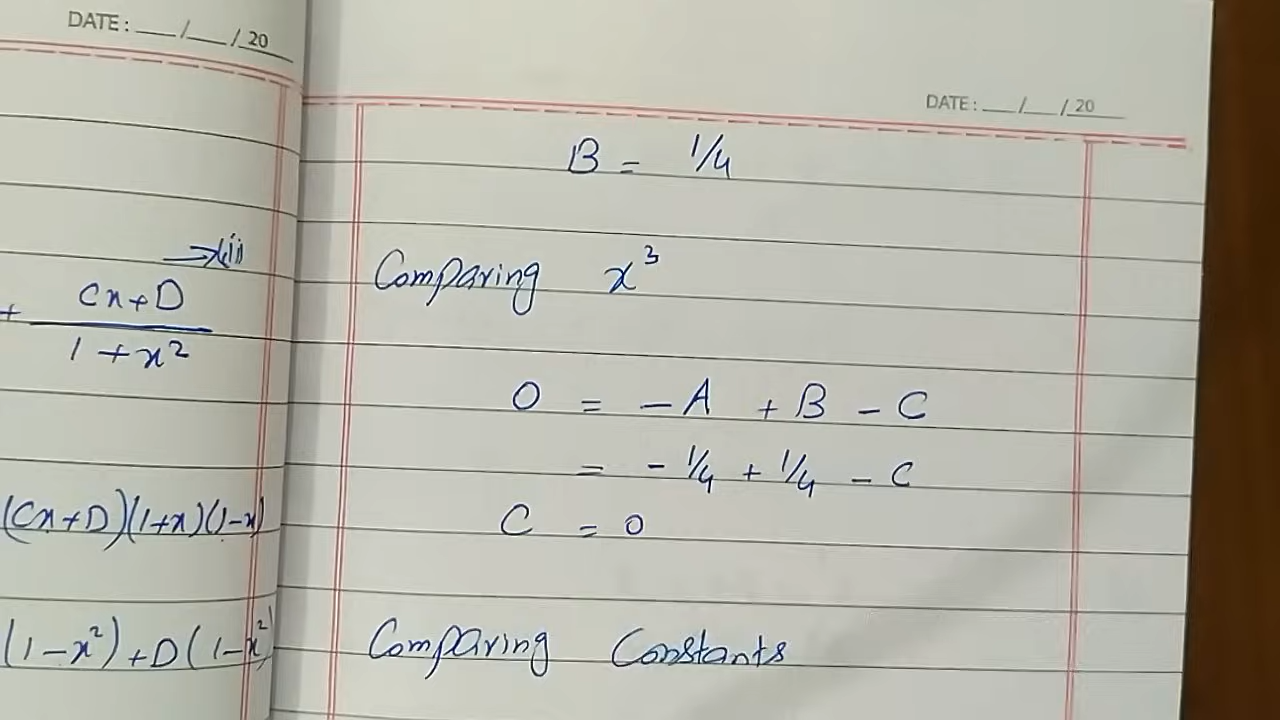 DATE : ___/___/20
+ Cx+D
1+x²
(Cx+D)(1+x)(1-x)
(1-x²)+D(1-x²)
DATE : ___/___/20
B = 1/4
Comparing x³
0 = -A + B - C
= - 1/4 + 1/4 - C
C = 0
Comparing Constants